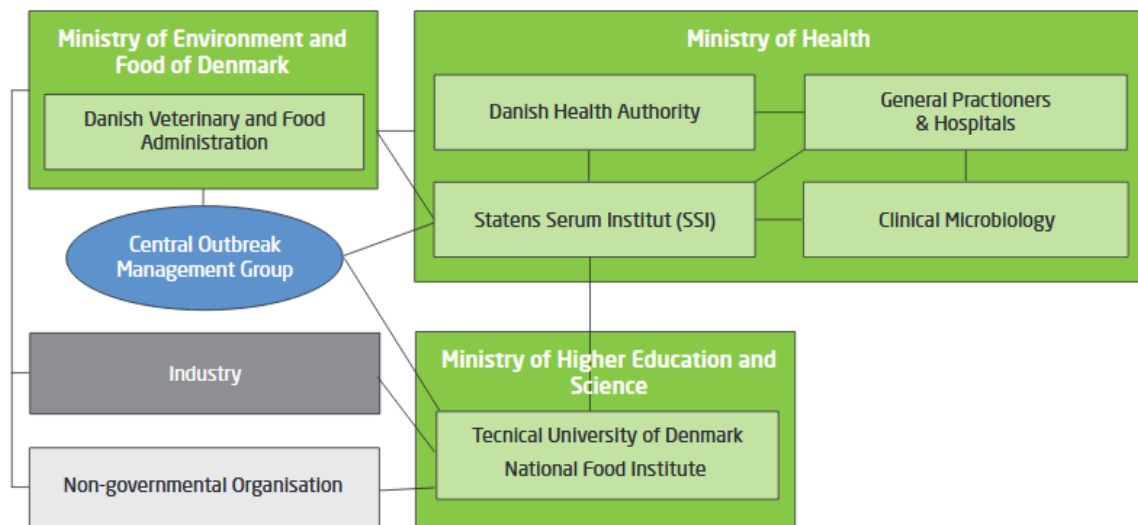 Ministry of Environment and
Food of Denmark
Danish Veterinary and Food
Administration
Ministry of Health
Danish Health Authority
General Practioners
& Hospitals
Statens Serum Institut (SSI)
Clinical Microbiology
Central Outbreak
Management Group
Industry
Non-governmental Organisation
Ministry of Higher Education and
Science
Tecnical University of Denmark
National Food Institute